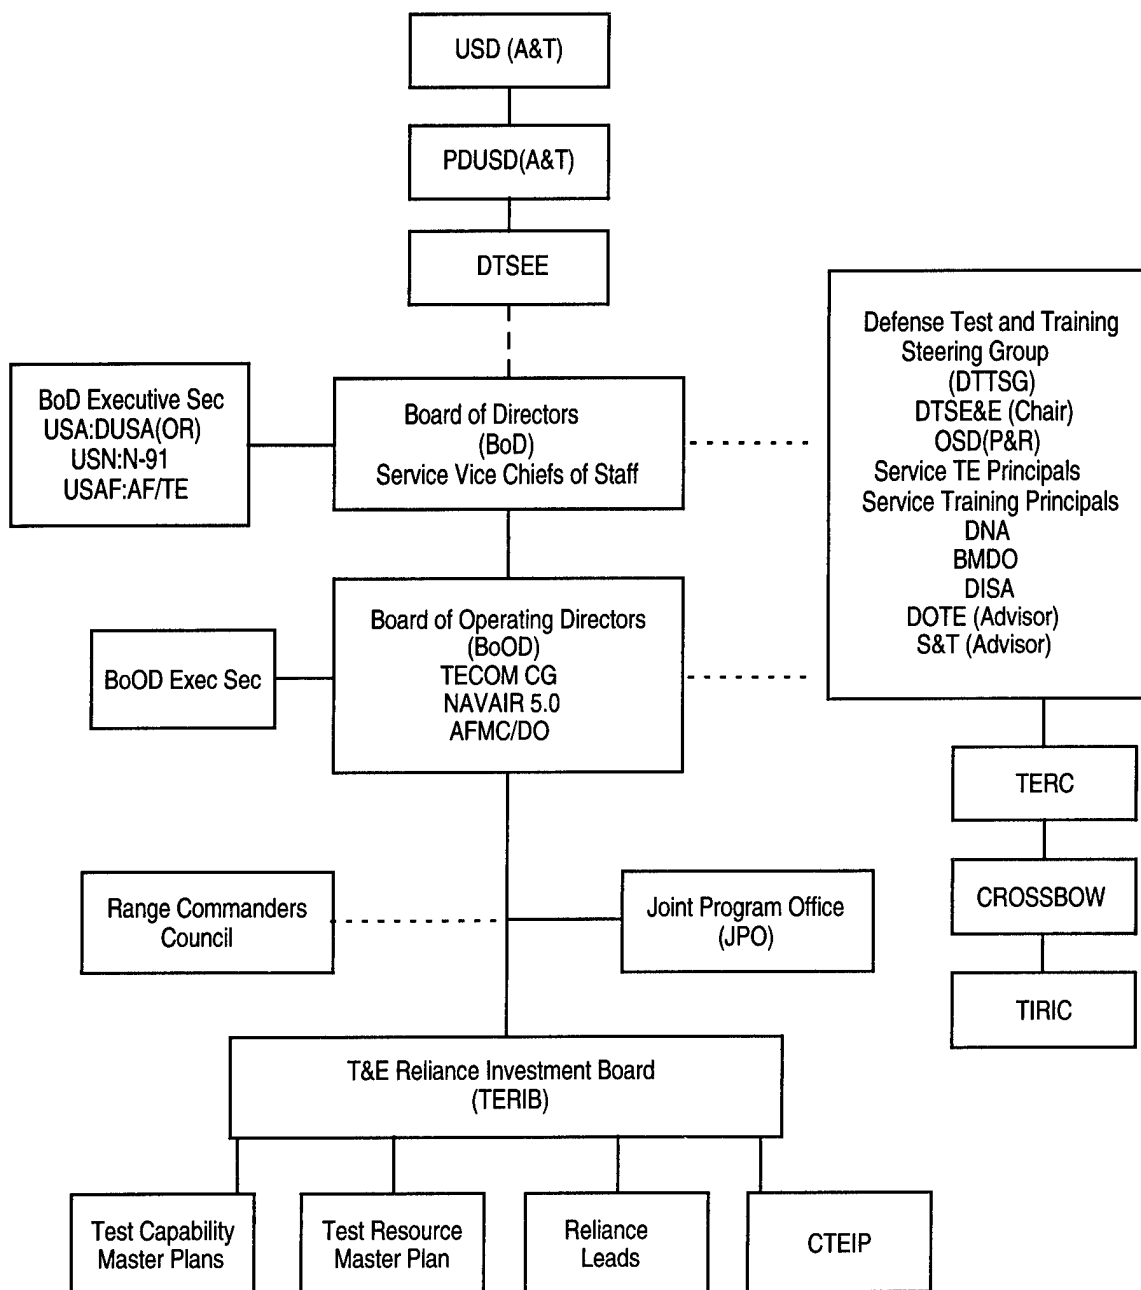 USD (A&T)
PDUSD(A&T)
DTSEE
BoD Executive Sec
USA:DUSA(OR)
USN:N-91
USAF:AF/TE
Board of Directors
(BoD)
Service Vice Chiefs of Staff
Defense Test and Training
Steering Group
(DTTSG)
DTSE&E (Chair)
OSD(P&R)
Service TE Principals
Service Training Principals
DNA
BMDO
DISA
DOTE (Advisor)
S&T (Advisor)
BoOD Exec Sec
Board of Operating Directors
(BoOD)
TECOM CG
NAVAIR 5.0
AFMC/DO
TERC
CROSSBOW
TIRIC
Range Commanders
Council
Joint Program Office
(JPO)
T&E Reliance Investment Board
(TERIB)
Test Capability
Master Plans
Test Resource
Master Plan
Reliance
Leads
CTEIP